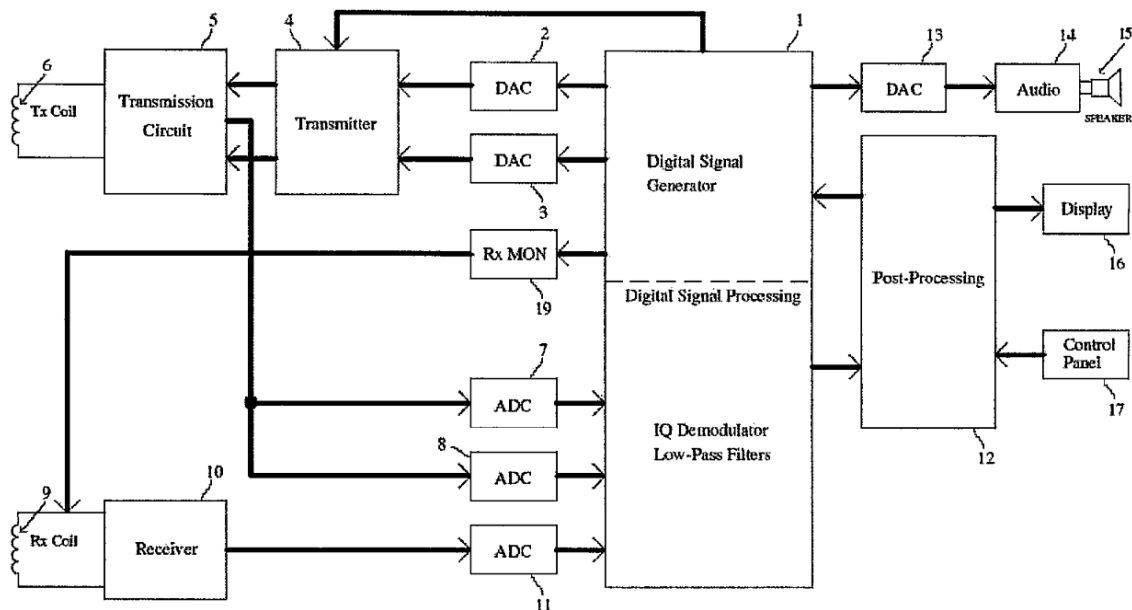 5
4
2
1
13
14
15
6
Tx Coil
Transmission
Circuit
Transmitter
DAC
DAC
Audio
SPEAKER
DAC
3
Digital Signal
Generator
Display
16
Rx MON
19
Digital Signal Processing
Post-Processing
7
ADC
Control
Panel
17
8
ADC
IQ Demodulator
Low-Pass Filters
12
9
10
Rx Coil
Receiver
ADC
11